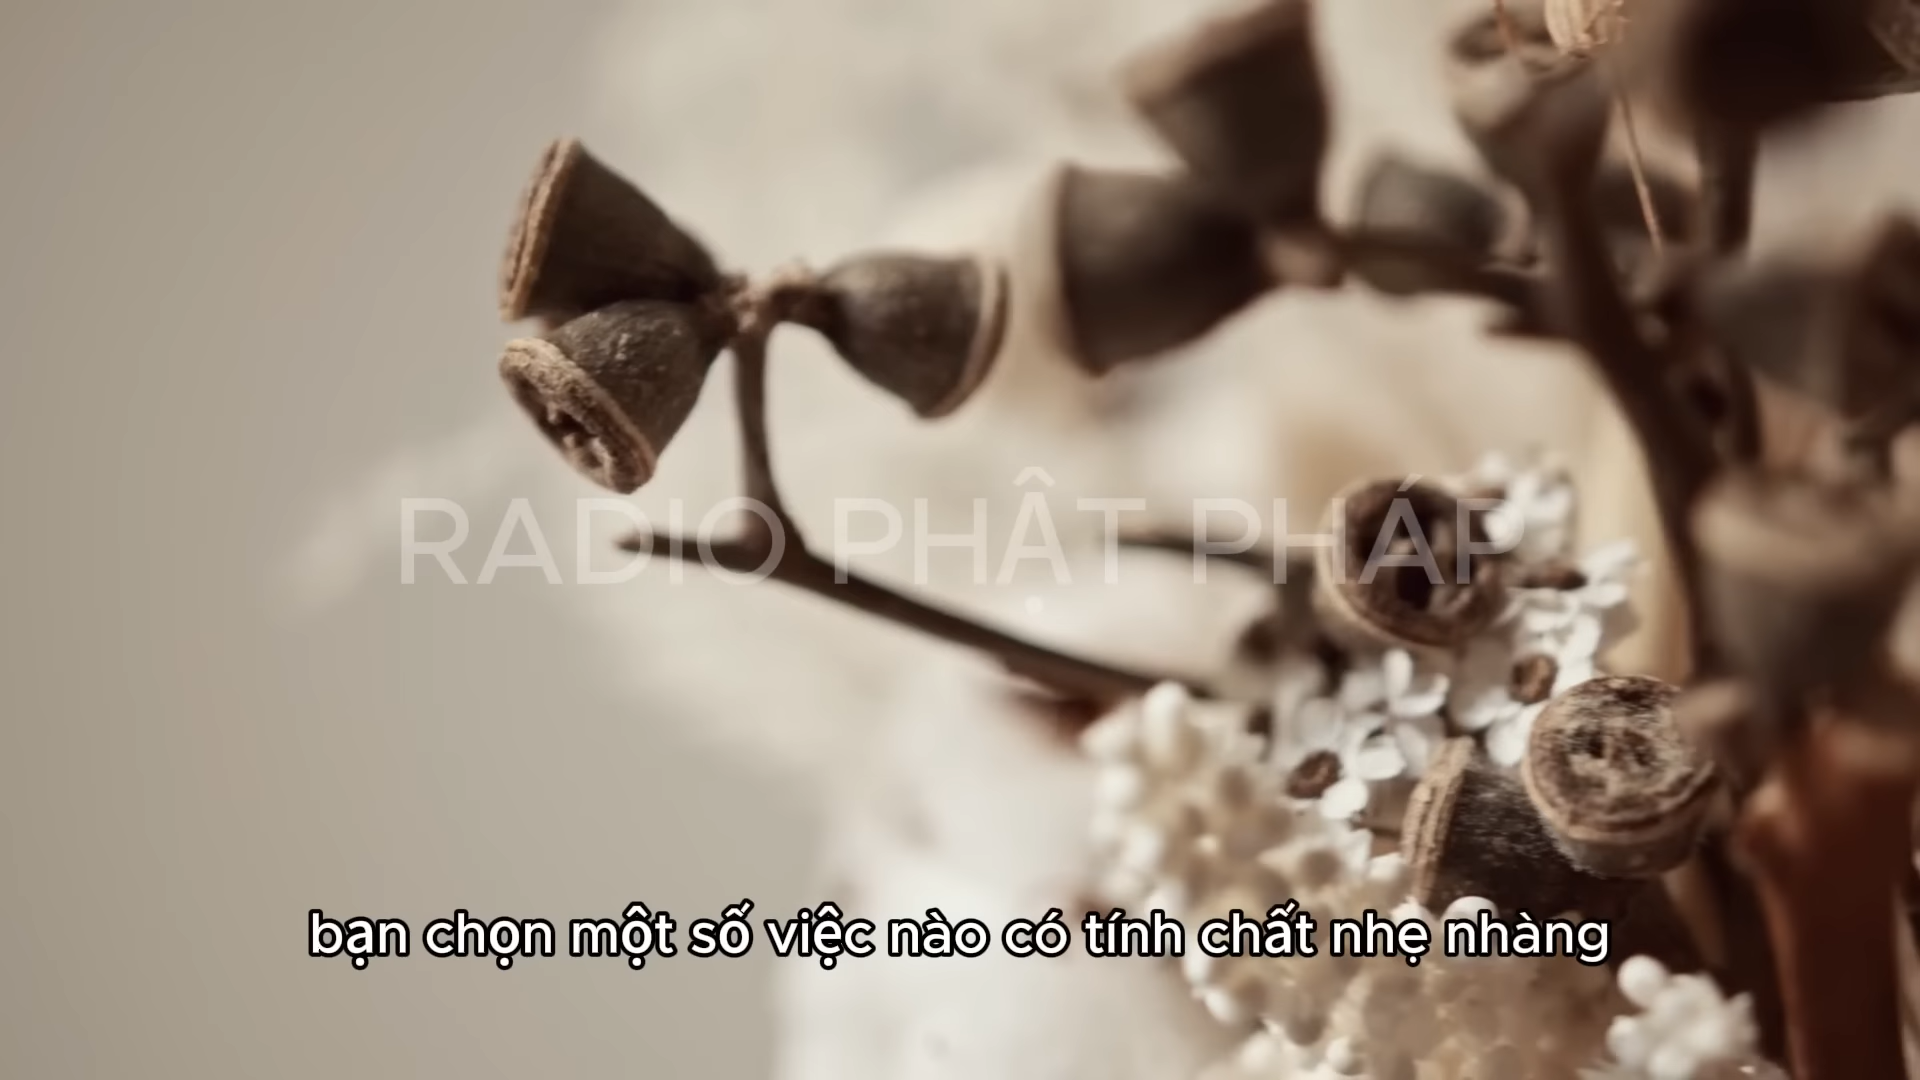 RADIO PHẬT PHÁP
bạn chọn một số việc nào có tính chất nhẹ nhàng